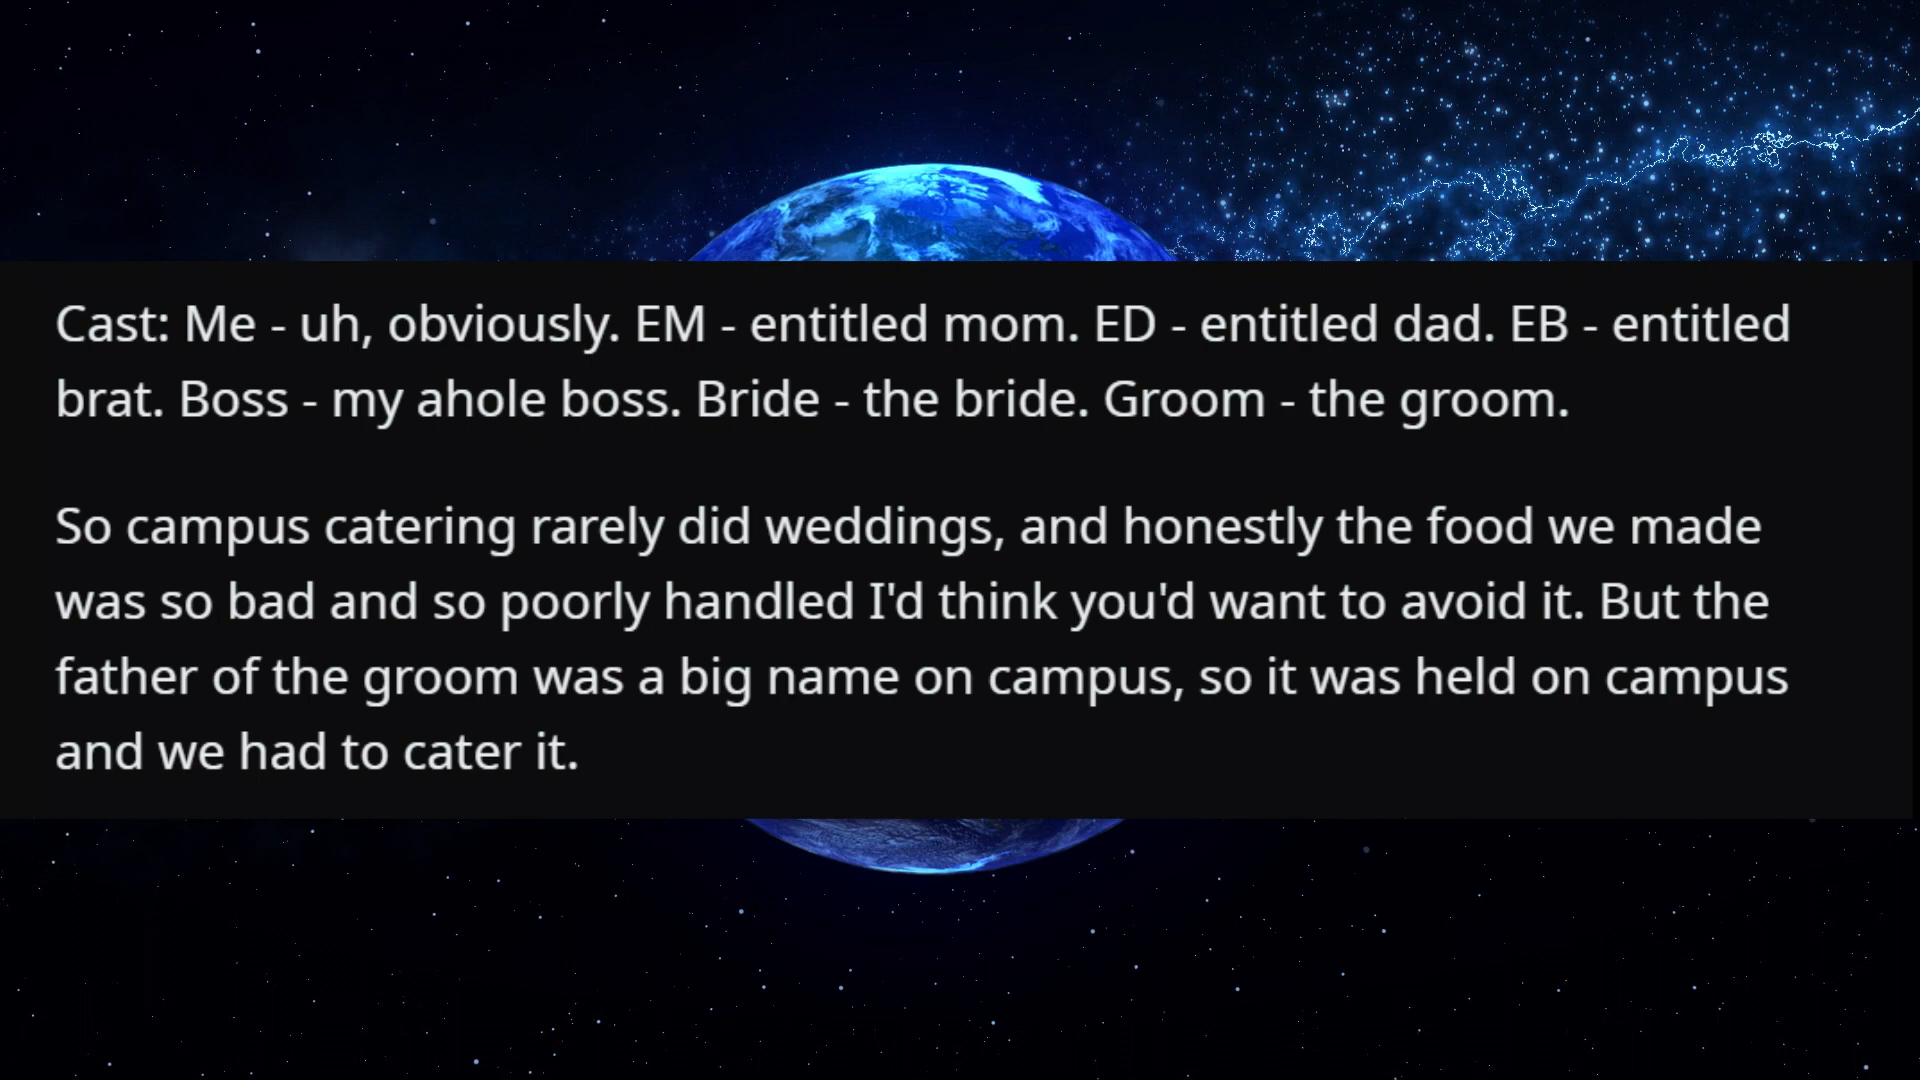 Cast: Me - uh, obviously. EM - entitled mom. ED - entitled dad. EB - entitled
brat. Boss - my ahole boss. Bride - the bride. Groom - the groom.
So campus catering rarely did weddings, and honestly the food we made
was so bad and so poorly handled I'd think you'd want to avoid it. But the
father of the groom was a big name on campus, so it was held on campus
and we had to cater it.